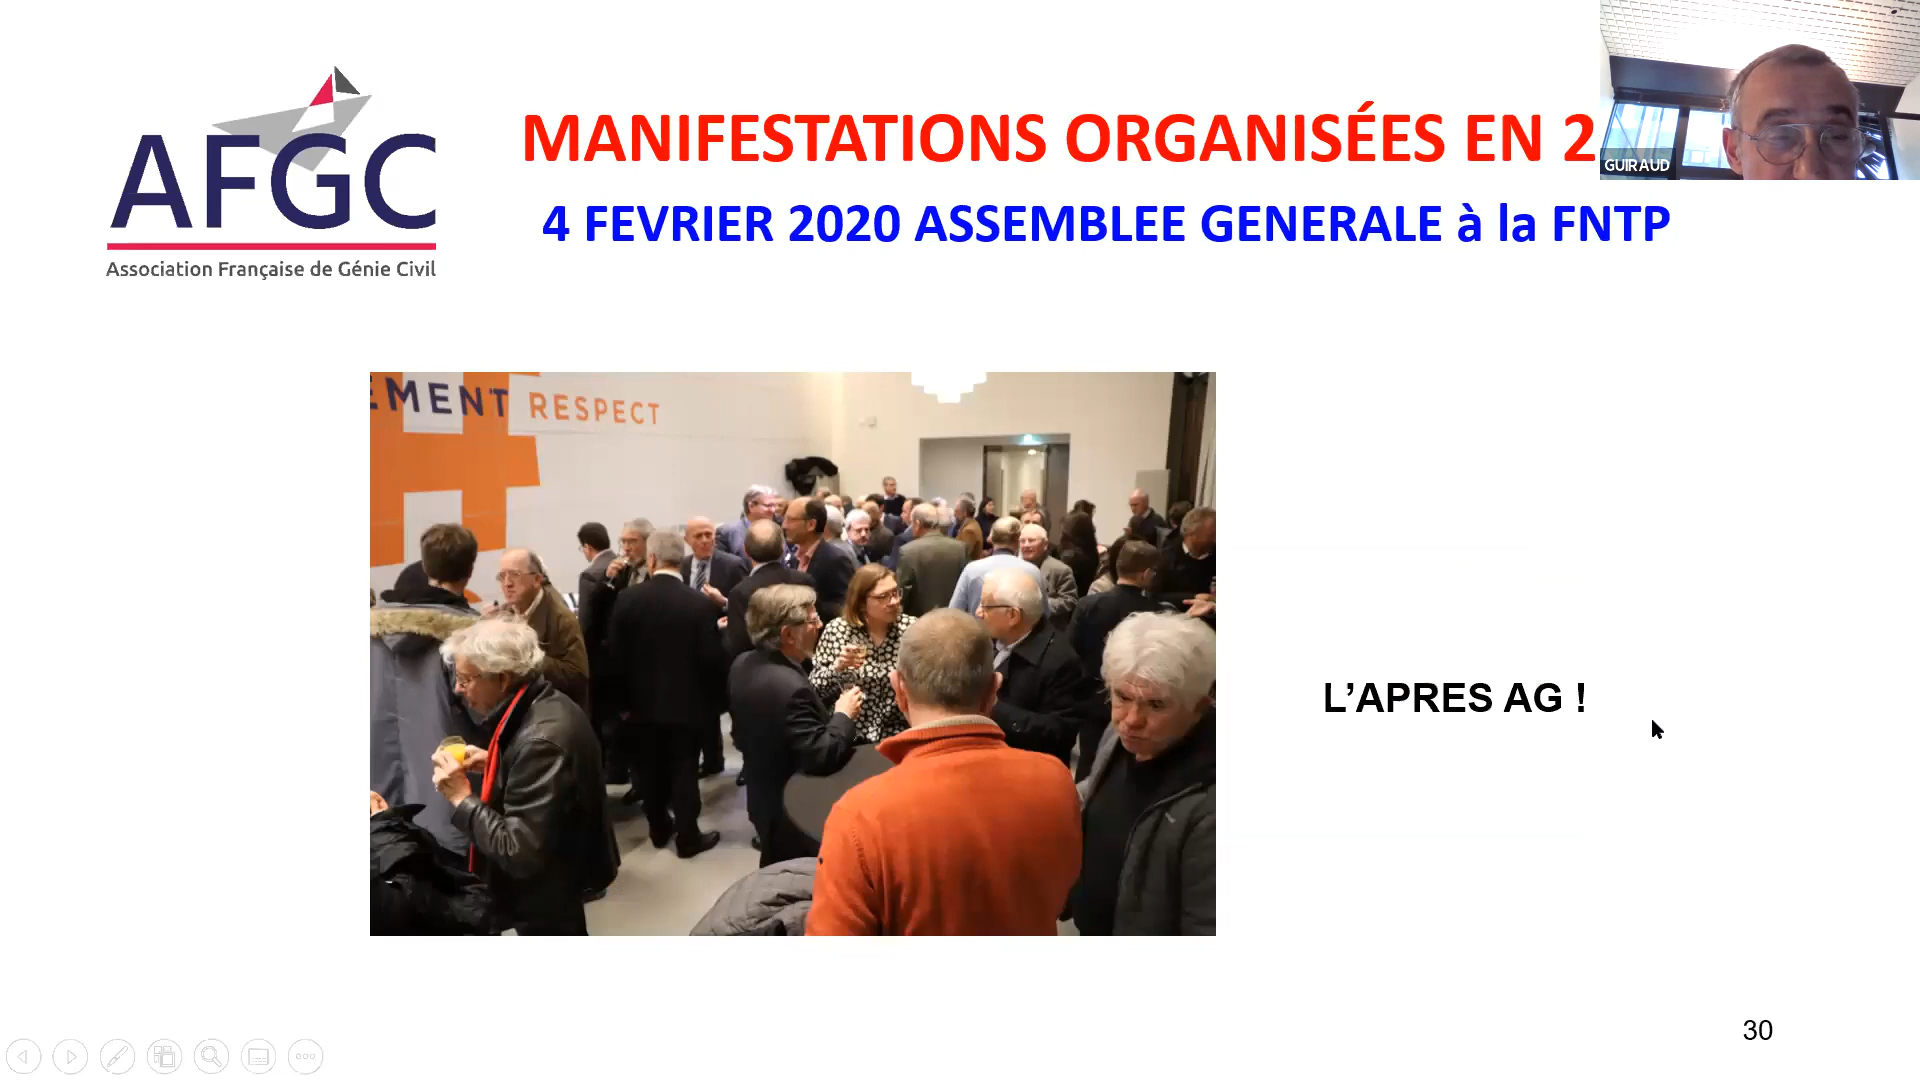 AFGC
Association Française de Génie Civil
MANIFESTATIONS ORGANISÉES EN 2
4 FEVRIER 2020 ASSEMBLEE GENERALE à la FNTP
GUIRAUD
EMENT RESPECT
L’APRES AG !
30